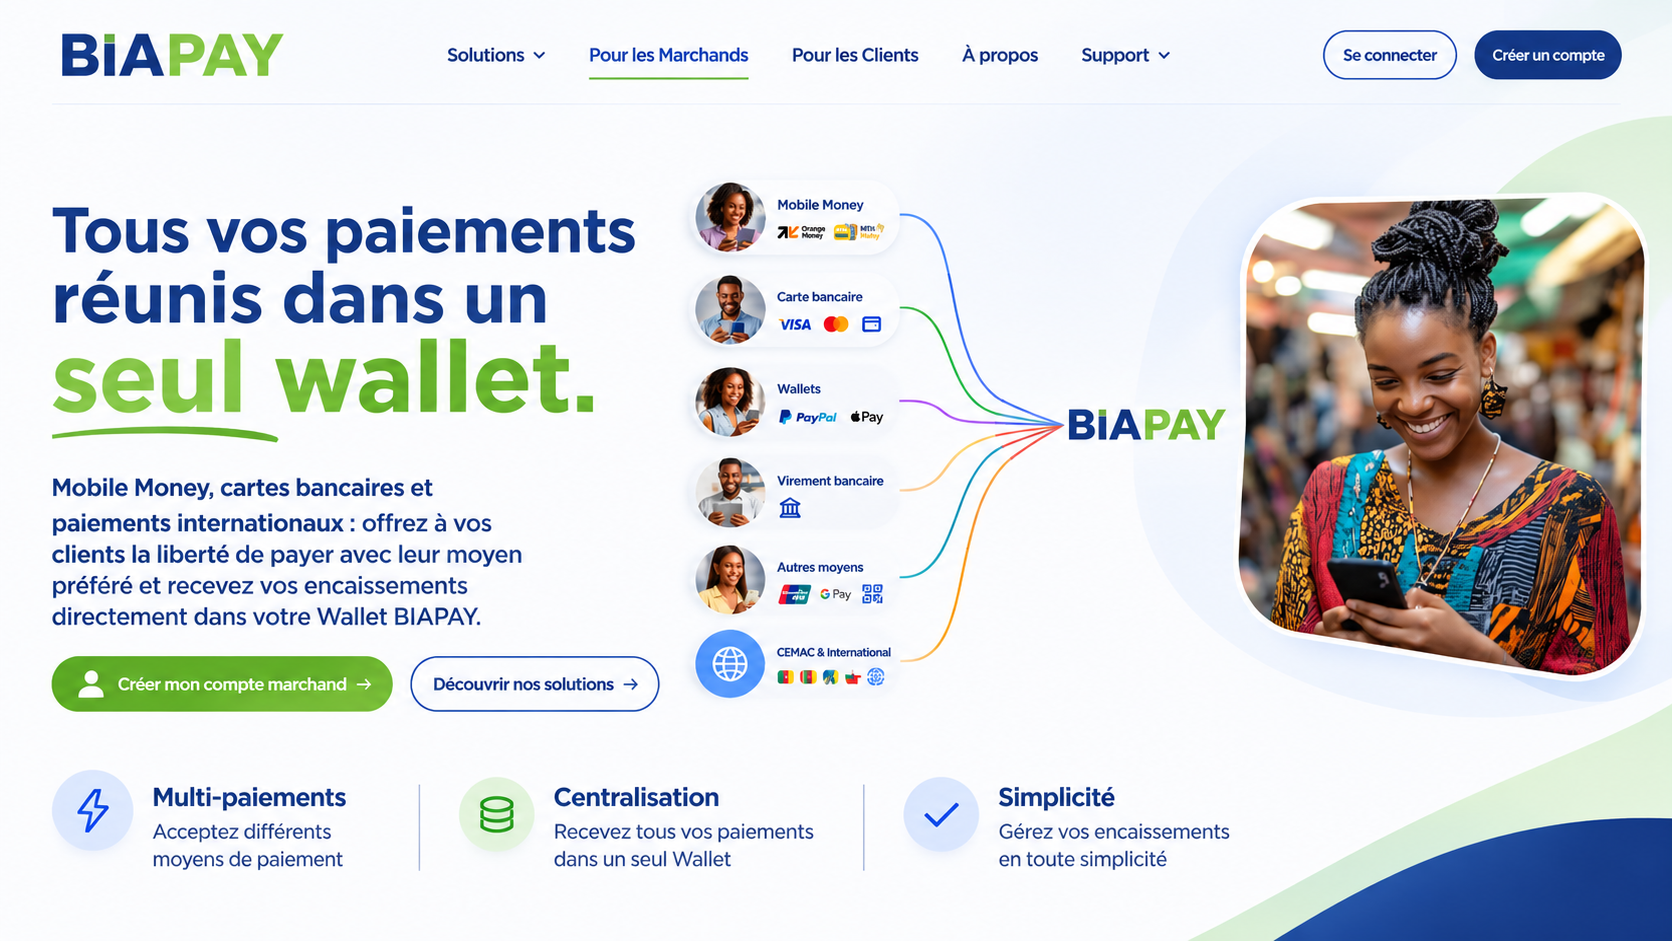 BiAPAY
Solutions
Pour les Marchands
Pour les Clients
À propos
Support
Se connecter
Créer un compte
Tous vos paiements
réunis dans un
seul wallet.
Mobile Money, cartes bancaires et
paiements internationaux : offrez à vos
clients la liberté de payer avec leur moyen
préféré et recevez vos encaissements
directement dans votre Wallet BIAPAY.
Créer mon compte marchand →
Découvrir nos solutions →
Mobile Money
Orange
Money
Carte bancaire
VISA
Wallets
PayPal
Pay
Virement bancaire
Autres moyens
G Pay
CEMAC & International
BiAPAY
Multi-paiements
Acceptez différents
moyens de paiement
Centralisation
Recevez tous vos paiements
dans un seul Wallet
Simplicité
Gérez vos encaissements
en toute simplicité